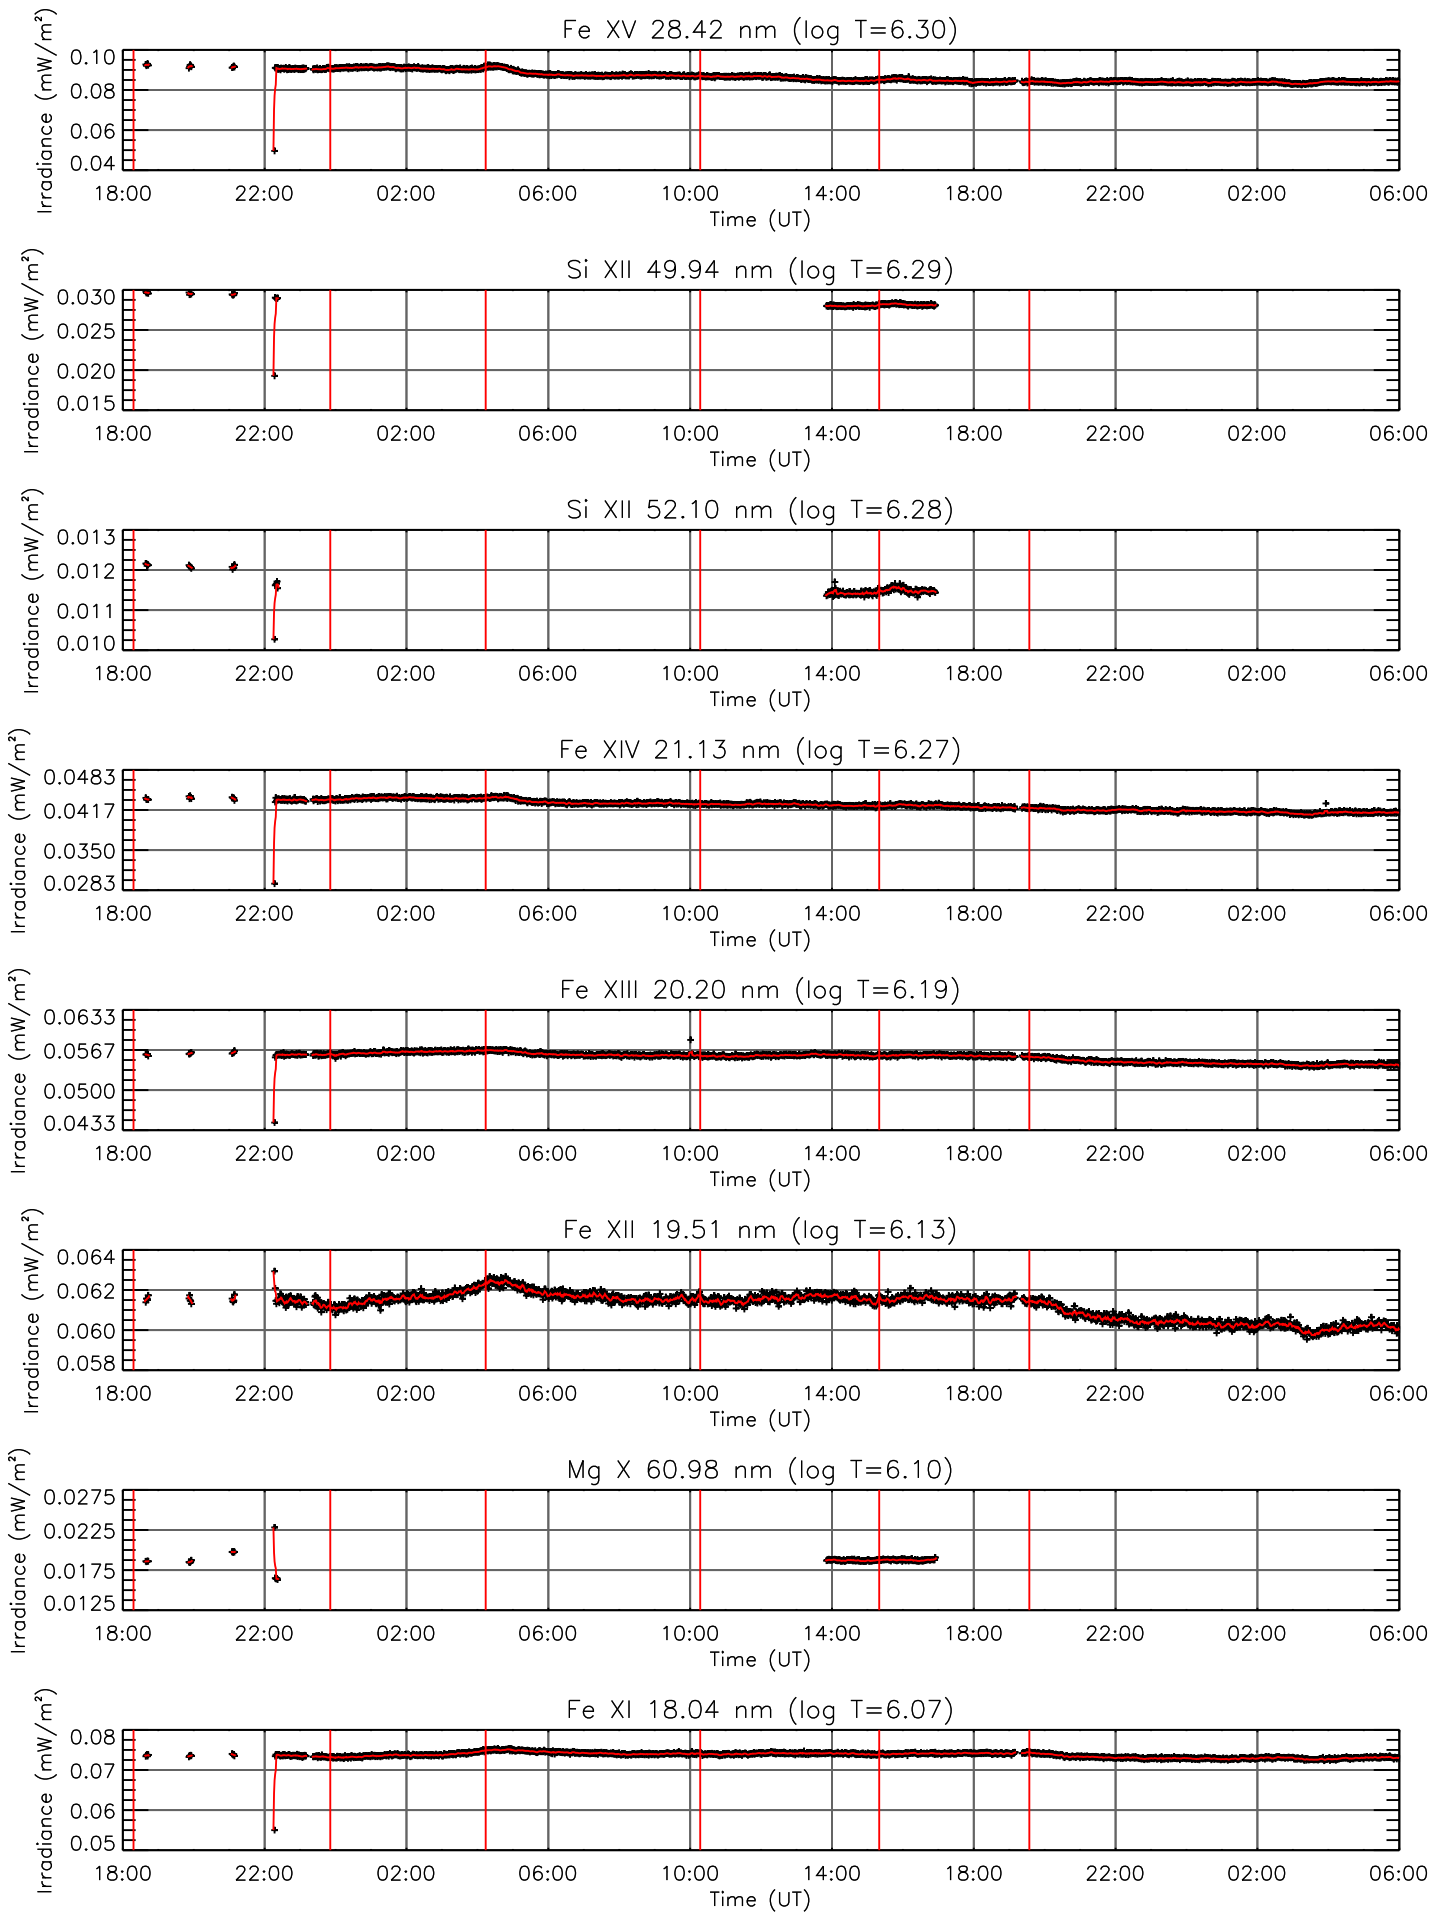 Fe XV 28.42 nm (log T=6.30)
Irradiance (mW/m²)
0.10
0.08
0.06
0.04
18:00 22:00 02:00 06:00 10:00 14:00 18:00 22:00 02:00 06:00
Time (UT)
Si XII 49.94 nm (log T=6.29)
Irradiance (mW/m²)
0.030
0.025
0.020
0.015
18:00 22:00 02:00 06:00 10:00 14:00 18:00 22:00 02:00 06:00
Time (UT)
Si XII 52.10 nm (log T=6.28)
Irradiance (mW/m²)
0.013
0.012
0.011
0.010
18:00 22:00 02:00 06:00 10:00 14:00 18:00 22:00 02:00 06:00
Time (UT)
Fe XIV 21.13 nm (log T=6.27)
Irradiance (mW/m²)
0.0483
0.0417
0.0350
0.0283
18:00 22:00 02:00 06:00 10:00 14:00 18:00 22:00 02:00 06:00
Time (UT)
Fe XIII 20.20 nm (log T=6.19)
Irradiance (mW/m²)
0.0633
0.0567
0.0500
0.0433
18:00 22:00 02:00 06:00 10:00 14:00 18:00 22:00 02:00 06:00
Time (UT)
Fe XII 19.51 nm (log T=6.13)
Irradiance (mW/m²)
0.064
0.062
0.060
0.058
18:00 22:00 02:00 06:00 10:00 14:00 18:00 22:00 02:00 06:00
Time (UT)
Mg X 60.98 nm (log T=6.10)
Irradiance (mW/m²)
0.0275
0.0225
0.0175
0.0125
18:00 22:00 02:00 06:00 10:00 14:00 18:00 22:00 02:00 06:00
Time (UT)
Fe XI 18.04 nm (log T=6.07)
Irradiance (mW/m²)
0.08
0.07
0.06
0.05
18:00 22:00 02:00 06:00 10:00 14:00 18:00 22:00 02:00 06:00
Time (UT)